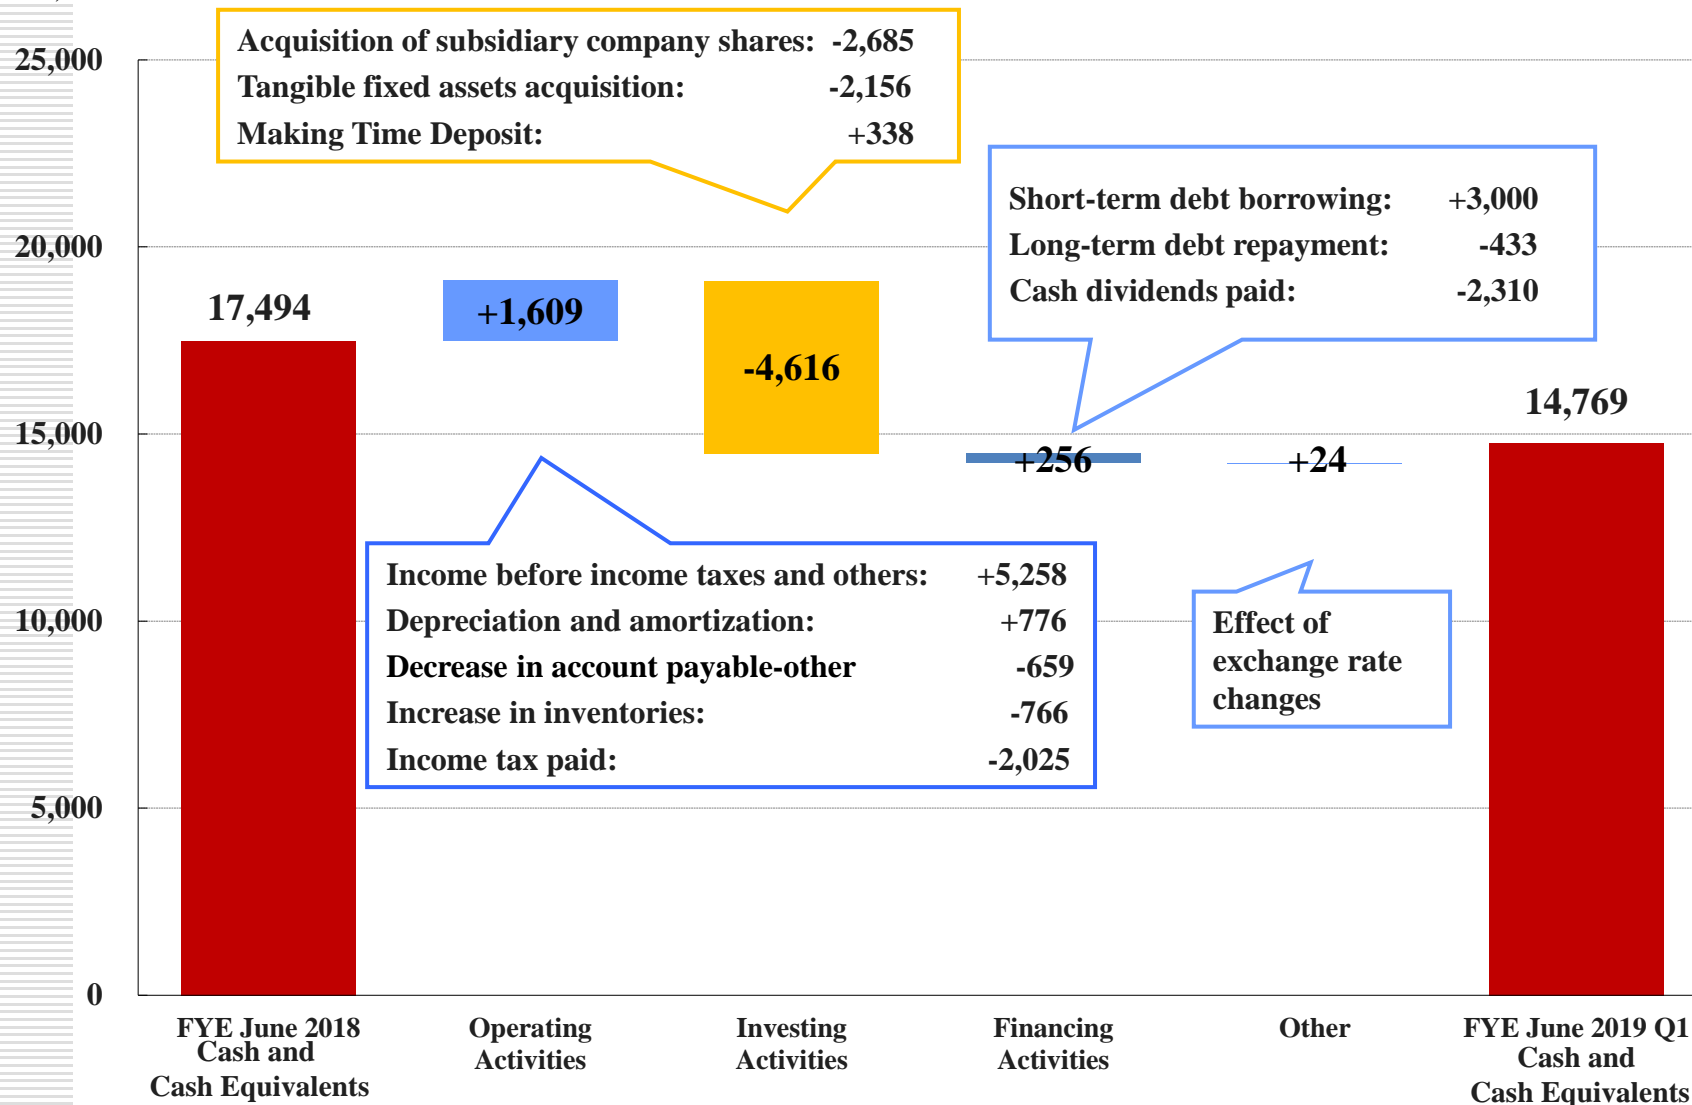 Acquisition of subsidiary company shares: -2,685
Tangible fixed assets acquisition: -2,156
Making Time Deposit: +338
Short-term debt borrowing: +3,000
Long-term debt repayment: -433
Cash dividends paid: -2,310
25,000
20,000
15,000
10,000
5,000
0
17,494
+1,609
-4,616
+256
+24
14,769
Income before income taxes and others: +5,258
Depreciation and amortization: +776
Decrease in account payable-other -659
Increase in inventories: -766
Income tax paid: -2,025
Effect of
exchange rate
changes
FYE June 2018
Cash and
Cash Equivalents
Operating
Activities
Investing
Activities
Financing
Activities
Other
FYE June 2019 Q1
Cash and
Cash Equivalents